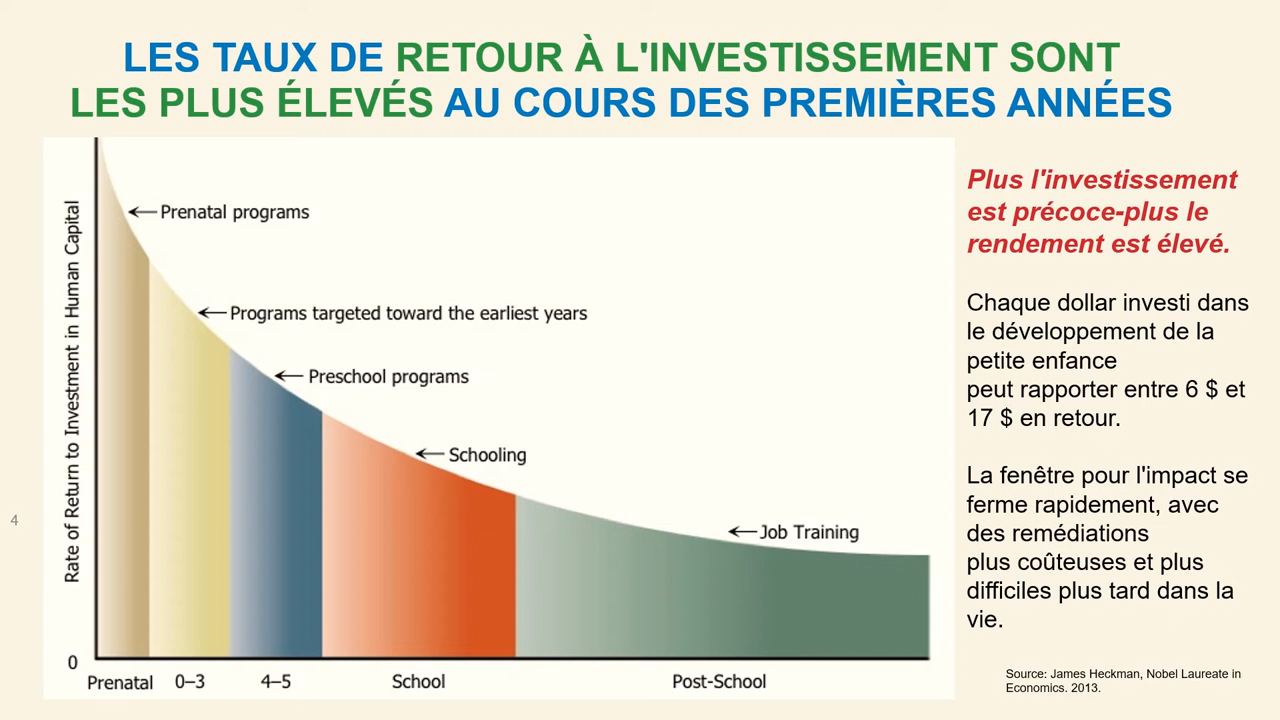 LES TAUX DE RETOUR À L'INVESTISSEMENT SONT
LES PLUS ÉLEVÉS AU COURS DES PREMIÈRES ANNÉES
Rate of Return to Investment in Human Capital
Prenatal programs
Programs targeted toward the earliest years
Preschool programs
Schooling
Job Training
0
Prenatal
0–3
4–5
School
Post-School
Plus l'investissement
est précoce-plus le
rendement est élevé.
Chaque dollar investi dans
le développement de la
petite enfance
peut rapporter entre 6 $ et
17 $ en retour.
La fenêtre pour l'impact se
ferme rapidement, avec
des remédiations
plus coûteuses et plus
difficiles plus tard dans la
vie.
Source: James Heckman, Nobel Laureate in
Economics. 2013.
4